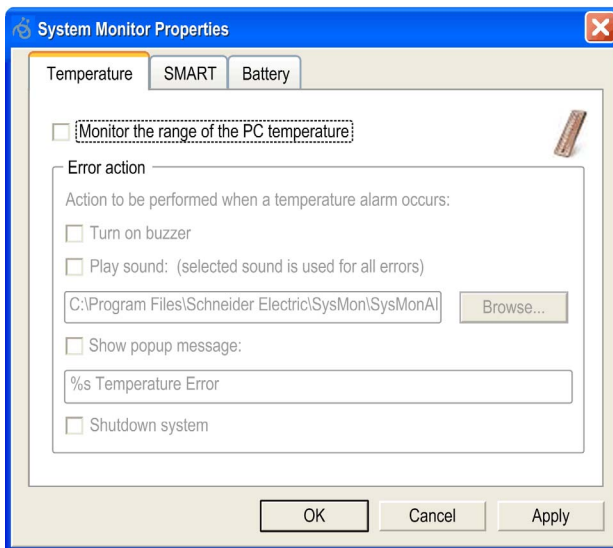 System Monitor Properties
Temperature SMART Battery
Monitor the range of the PC temperature
Error action
Action to be performed when a temperature alarm occurs:
Turn on buzzer
Play sound: (selected sound is used for all errors)
C:\Program Files\Schneider Electric\SysMon\SysMonAl Browse...
Show popup message:
%s Temperature Error
Shutdown system
OK Cancel Apply